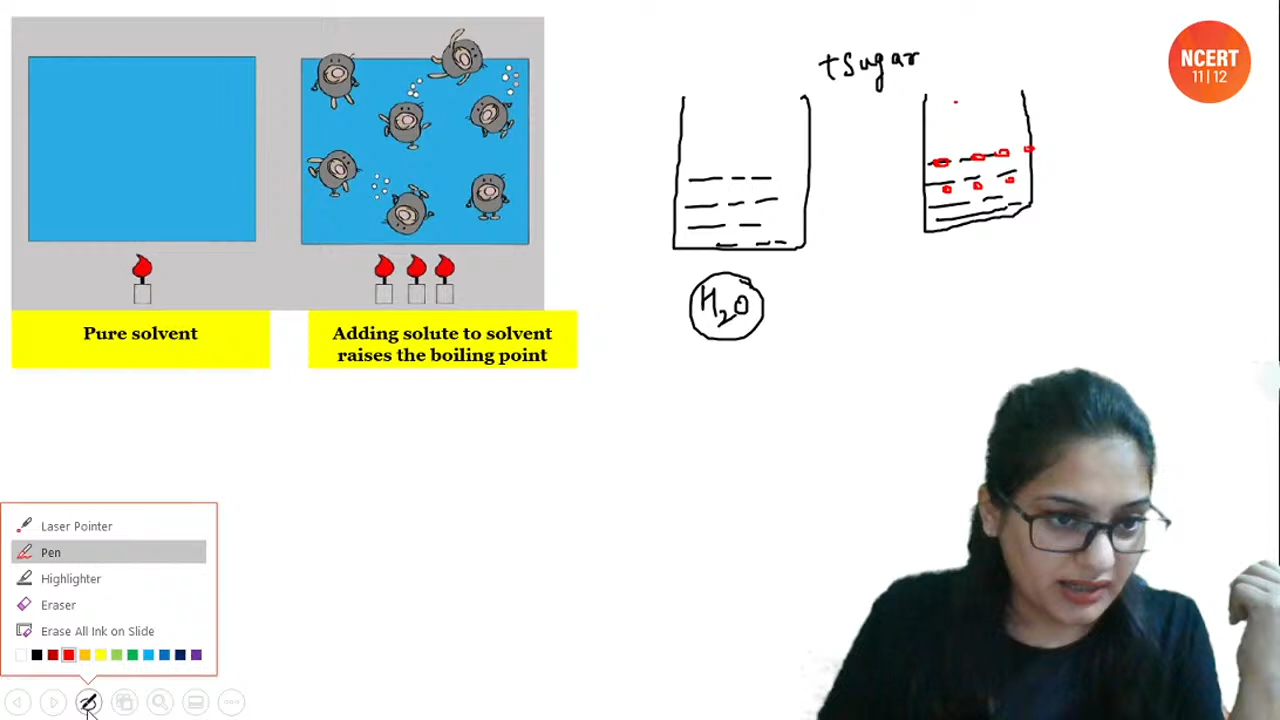 +Sugar
NCERT
11|12
H2O
Pure solvent
Adding solute to solvent
raises the boiling point
Laser Pointer
Pen
Highlighter
Eraser
Erase All Ink on Slide